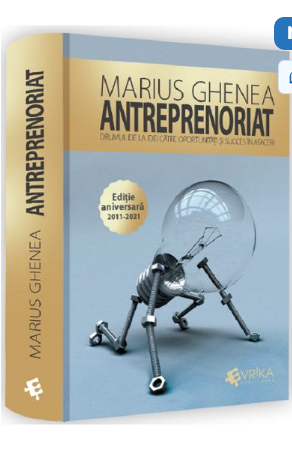 MARIUS GHENEA
ANTREPRENORIAT
DRUMUL DE LA IDEI CĂTRE OPORTUNITĂȚI ȘI SUCCES ÎN AFACERI
Ediție
aniversară
2011-2021
EVRIKA
MARIUS GHENEA ANTREPRENORIAT